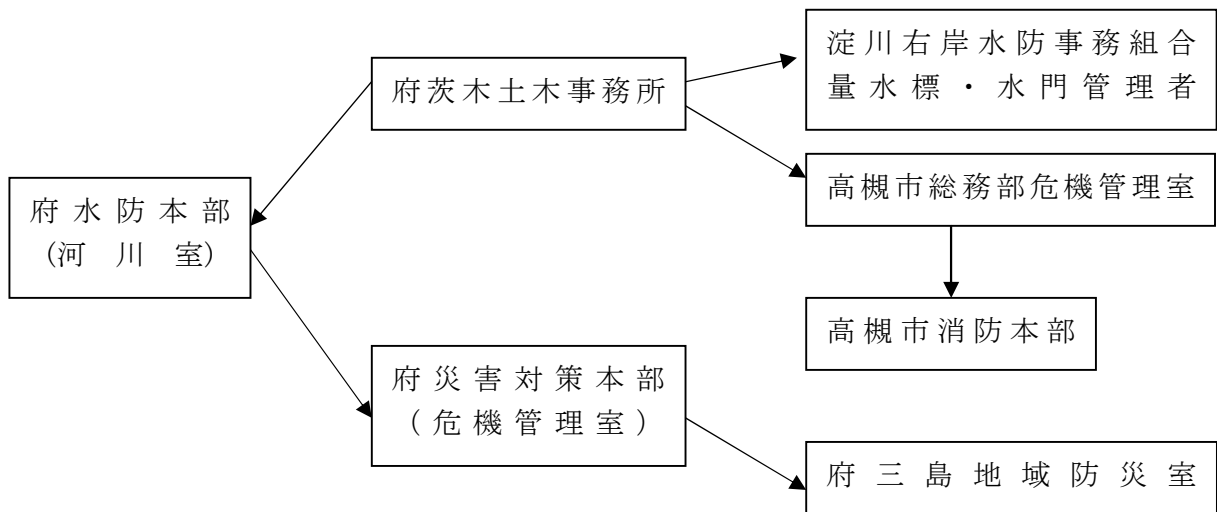 淀川右岸水防事務組合
量水標・水門管理者
府茨木土木事務所
高槻市総務部危機管理室
府水防本部
(河川室)
高槻市消防本部
府災害対策本部
(危機管理室)
府三島地域防災室